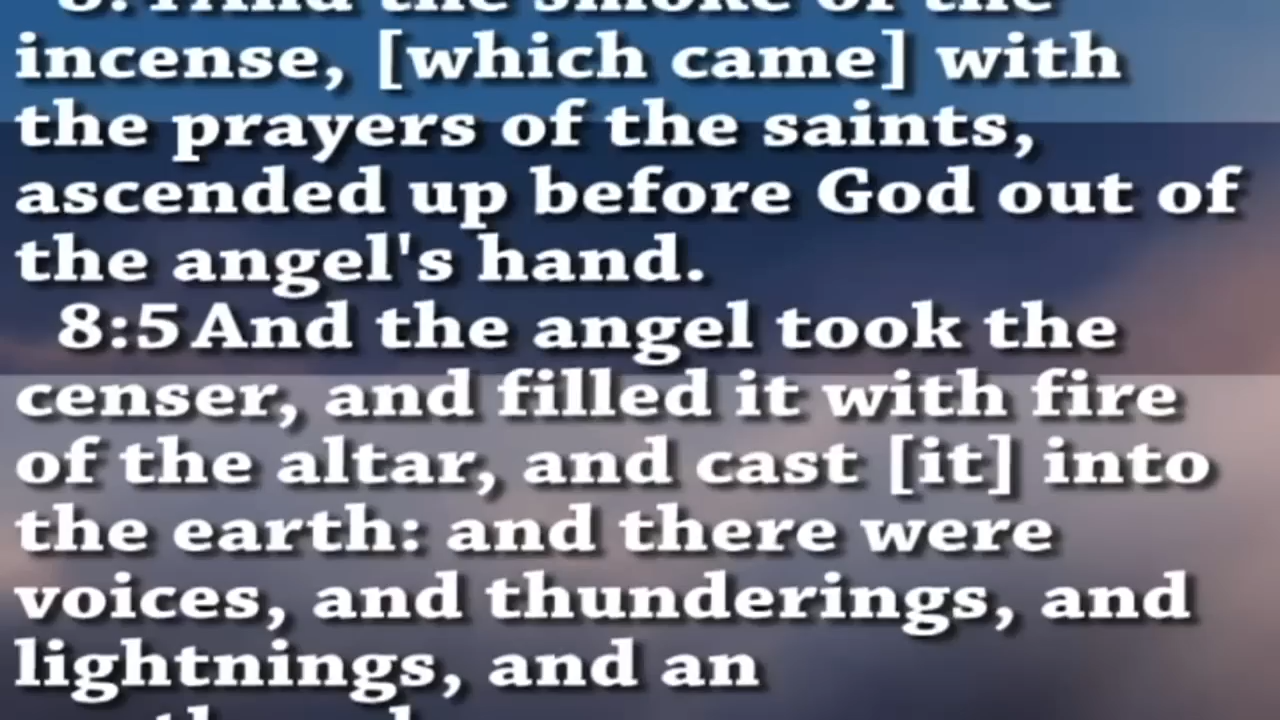 And the smoke of the
incense, [which came] with
the prayers of the saints,
ascended up before God out of
the angel's hand.
8:5 And the angel took the
censer, and filled it with fire
of the altar, and cast [it] into
the earth: and there were
voices, and thunderings, and
lightnings, and an